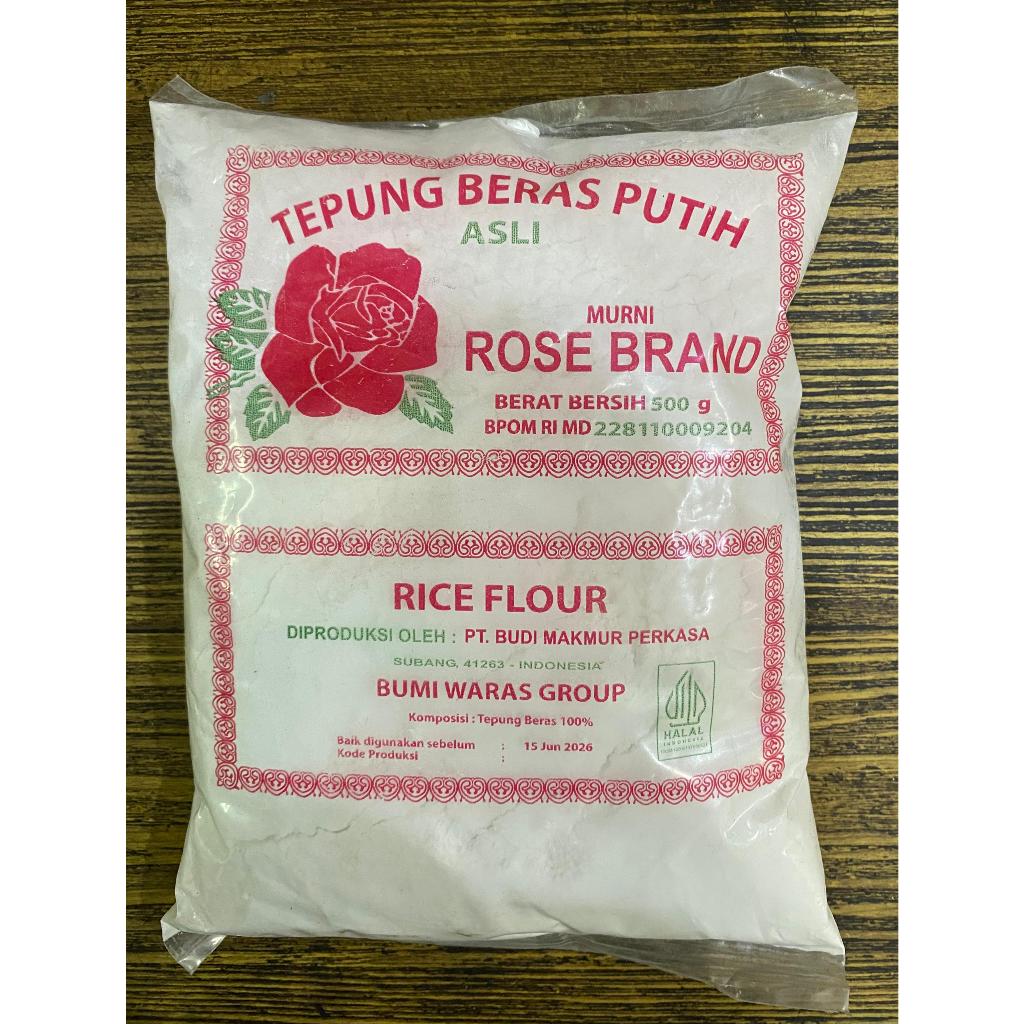 TEPUNG BERAS PUTIH
ASLI
MURNI
ROSE BRAND
BERAT BERSIH 500 g
BPOM RI MD 228110009204
RICE FLOUR
DIPRODUKSI OLEH : PT. BUDI MAKMUR PERKASA
SUBANG, 41263 - INDONESIA
BUMI WARAS GROUP
Komposisi : Tepung Beras 100%
Baik digunakan sebelum : 15 Jun 2026
Kode Produksi :
HALAL
INDONESIA